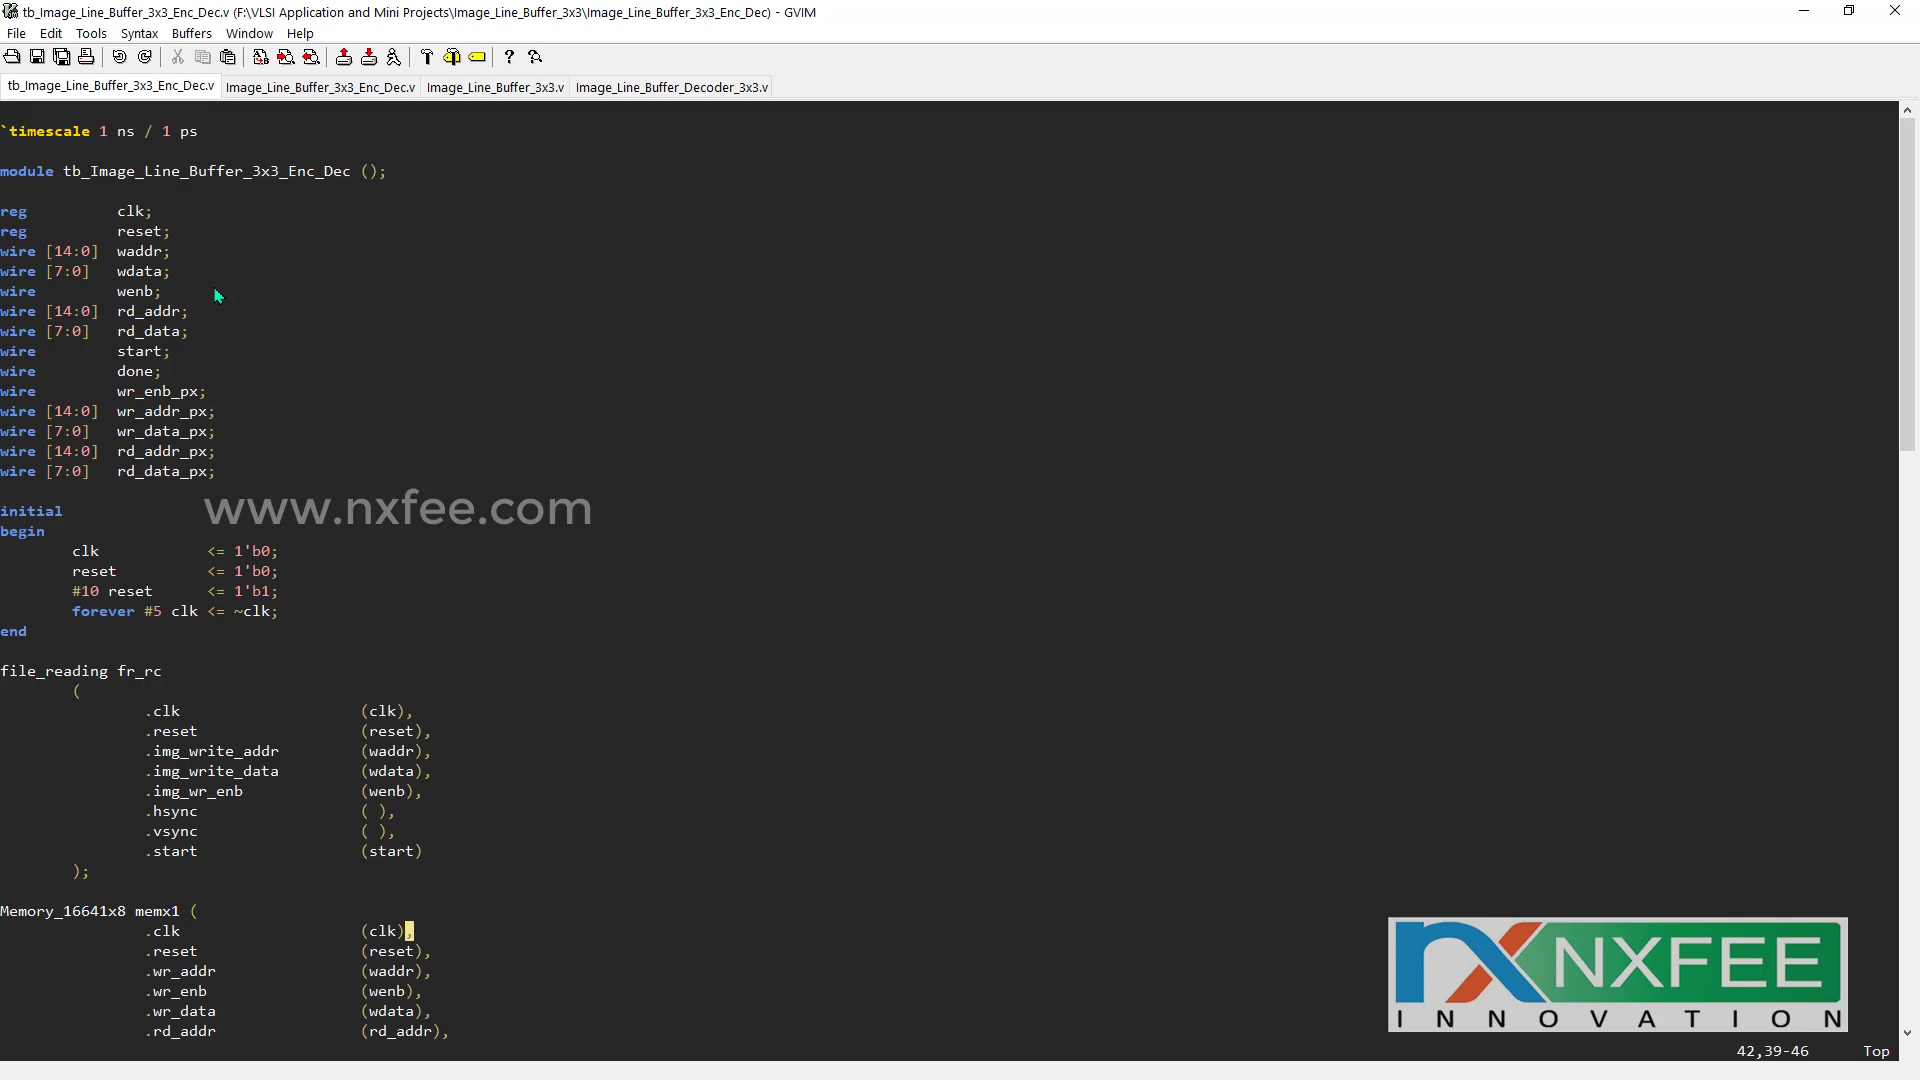 tb_Image_Line_Buffer_3x3_Enc_Dec.v (F:\VLSI Application and Mini Projects\Image_Line_Buffer_3x3\Image_Line_Buffer_3x3_Enc_Dec) - GVIM
File Edit Tools Syntax Buffers Window Help
tb_Image_Line_Buffer_3x3_Enc_Dec.v Image_Line_Buffer_3x3_Enc_Dec.v Image_Line_Buffer_3x3.v Image_Line_Buffer_Decoder_3x3.v
`timescale 1 ns / 1 ps
module tb_Image_Line_Buffer_3x3_Enc_Dec ();
reg clk;
reg reset;
wire [14:0] waddr;
wire [7:0] wdata;
wire wenb;
wire [14:0] rd_addr;
wire [7:0] rd_data;
wire start;
wire done;
wire wr_enb_px;
wire [14:0] wr_addr_px;
wire [7:0] wr_data_px;
wire [14:0] rd_addr_px;
wire [7:0] rd_data_px;
www.nxfee.com
initial
begin
clk <= 1'b0;
reset <= 1'b0;
#10 reset <= 1'b1;
forever #5 clk <= ~clk;
end
file_reading fr_rc
(
.clk (clk),
.reset (reset),
.img_write_addr (waddr),
.img_write_data (wdata),
.img_wr_enb (wenb),
.hsync ( ),
.vsync ( ),
.start (start)
);
Memory_16641x8 memx1 (
.clk (clk),
.reset (reset),
.wr_addr (waddr),
.wr_enb (wenb),
.wr_data (wdata),
.rd_addr (rd_addr),
NXFEE
INNOVATION
42,39-46 Top